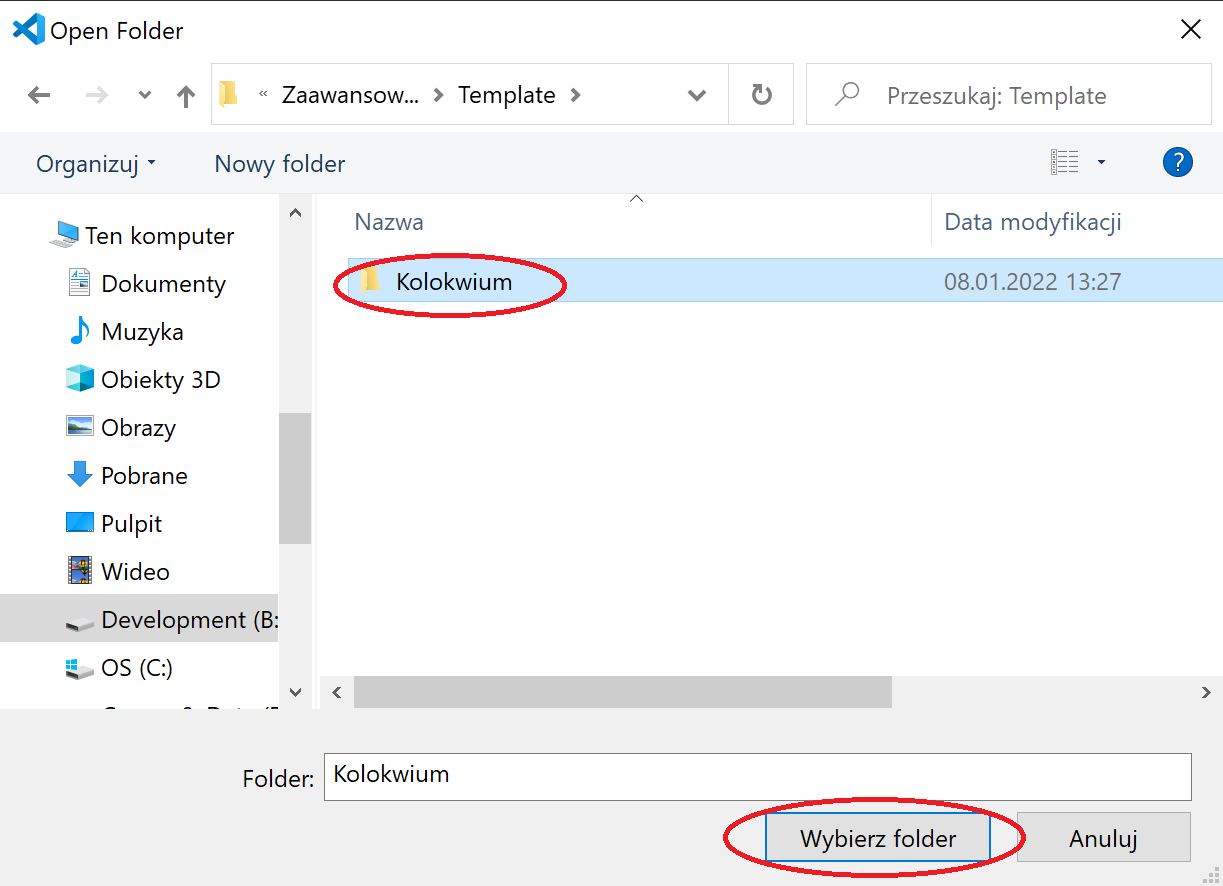 Open Folder
« Zaawansow... > Template >
Przeszukaj: Template
Organizuj
Nowy folder
?
Nazwa
Data modyfikacji
Ten komputer
Dokumenty
Muzyka
Obiekty 3D
Obrazy
Pobrane
Pulpit
Wideo
Development (B:
OS (C:)
Kolokwium
08.01.2022 13:27
Folder:
Kolokwium
Wybierz folder
Anuluj